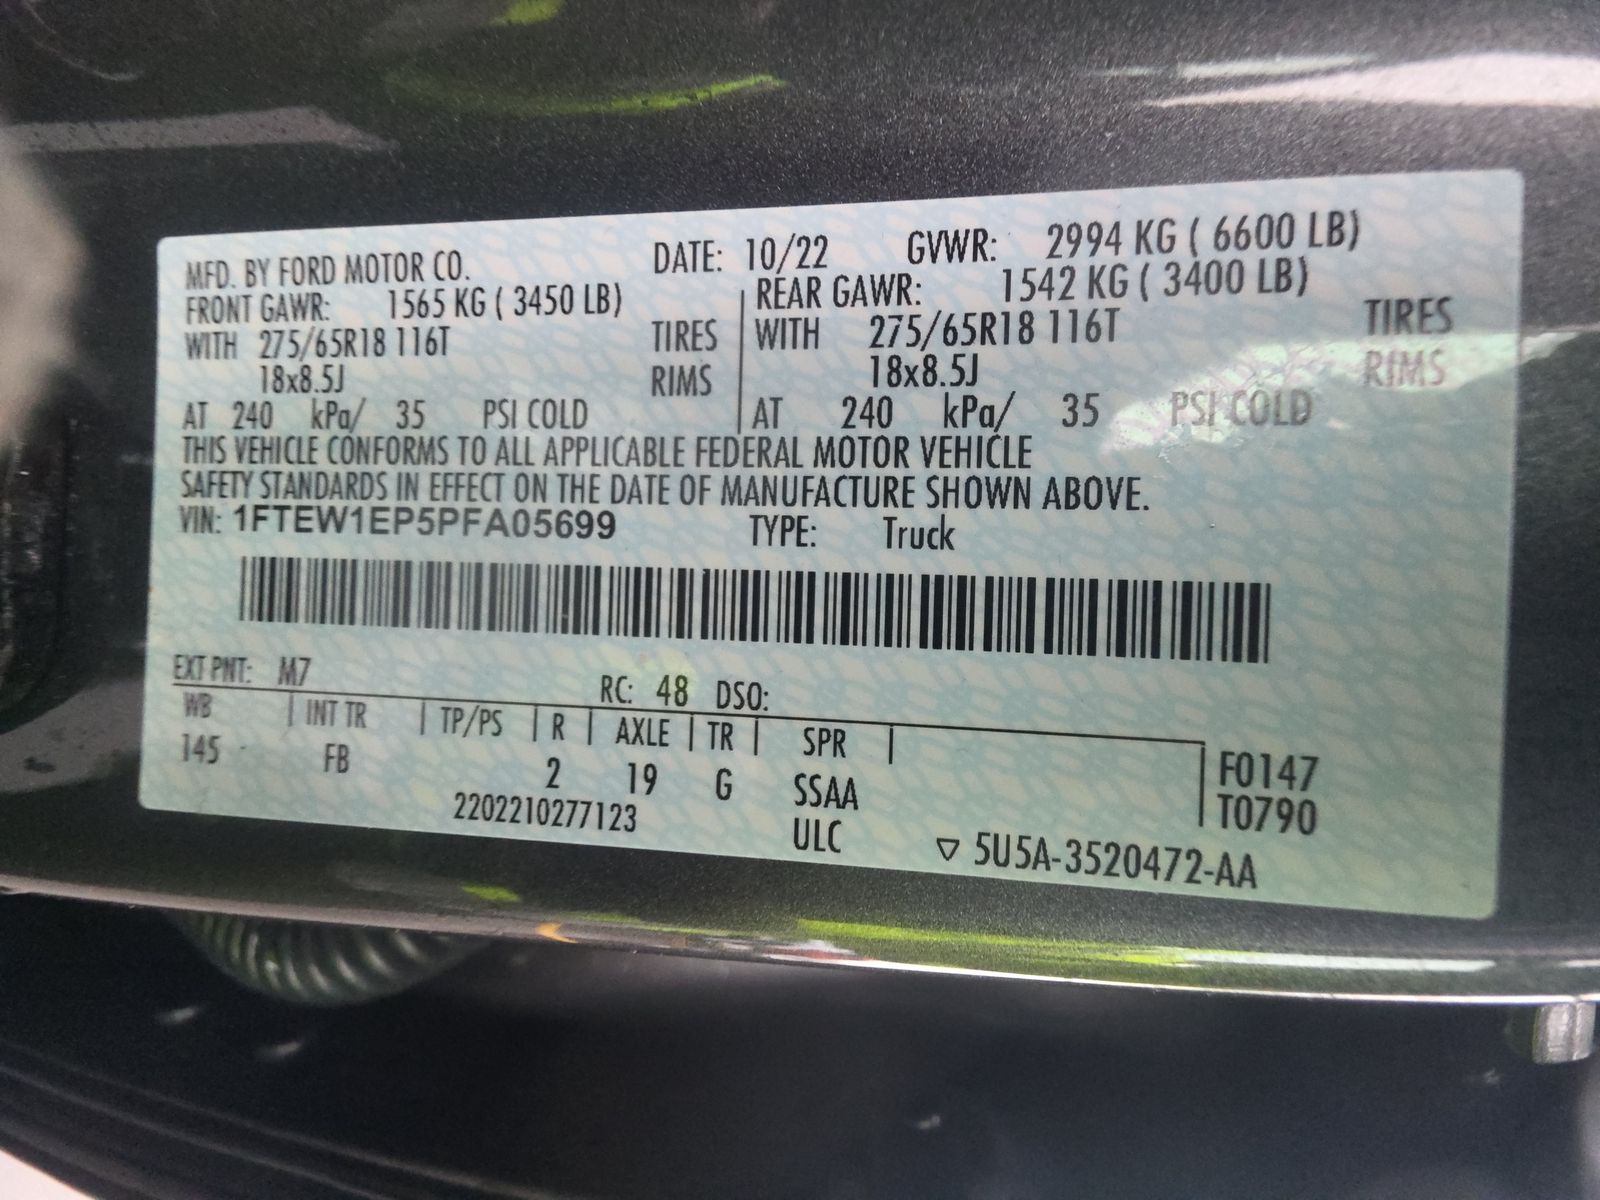 MFD. BY FORD MOTOR CO. DATE: 10/22 GVWR: 2994 KG ( 6600 LB)
FRONT GAWR: 1565 KG ( 3450 LB) REAR GAWR: 1542 KG ( 3400 LB)
WITH 275/65R18 116T TIRES WITH 275/65R18 116T TIRES
18x8.5J RIMS 18x8.5J RIMS
AT 240 kPa/ 35 PSI COLD AT 240 kPa/ 35 PSI COLD
THIS VEHICLE CONFORMS TO ALL APPLICABLE FEDERAL MOTOR VEHICLE
SAFETY STANDARDS IN EFFECT ON THE DATE OF MANUFACTURE SHOWN ABOVE.
VIN: 1FTEW1EP5PFA05699 TYPE: Truck
EXT PNT: M7 RC: 48 DSO:
WB | INT TR | TP/PS | R | AXLE | TR | SPR |
145 FB 2 19 G SSAA F0147
2202210277123 ULC T0790
▽ 5U5A-3520472-AA